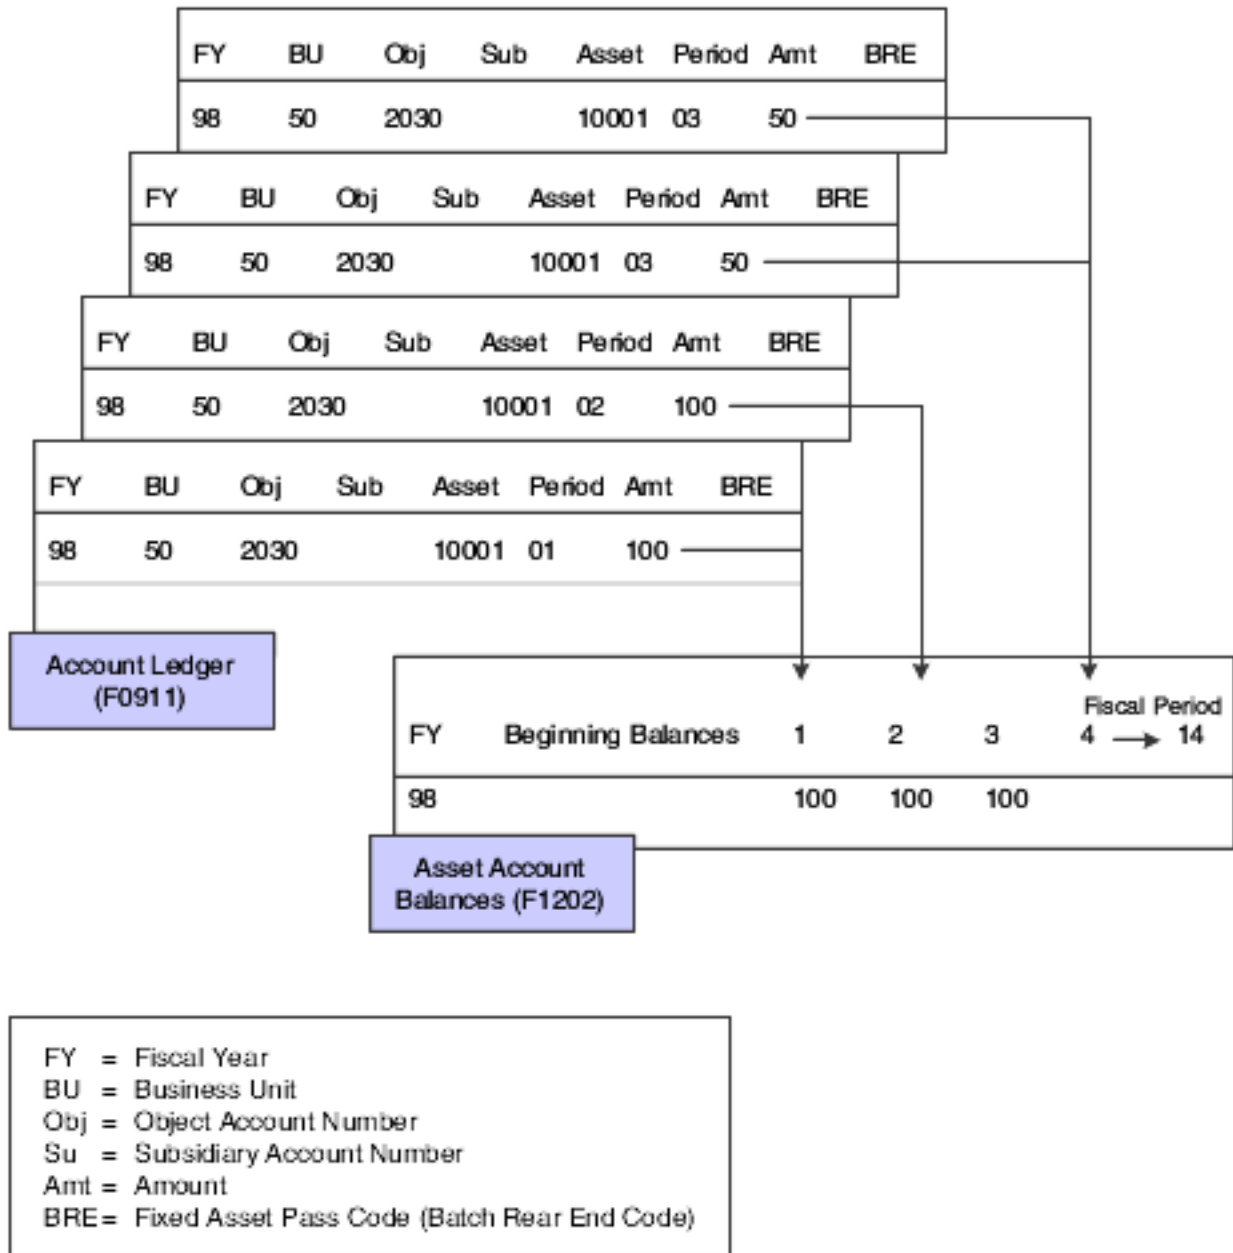 FY BU Obj Sub Asset Period Amt BRE
98 50 2030 10001 03 50
FY BU Obj Sub Asset Period Amt BRE
98 50 2030 10001 03 50
FY BU Obj Sub Asset Period Amt BRE
98 50 2030 10001 02 100
FY BU Obj Sub Asset Period Amt BRE
98 50 2030 10001 01 100
Account Ledger
(F0911)
Fiscal Period
FY Beginning Balances 1 2 3 4 14
98 100 100 100
Asset Account
Balances (F1202)
FY = Fiscal Year
BU = Business Unit
Obj = Object Account Number
Su = Subsidiary Account Number
Amt = Amount
BRE= Fixed Asset Pass Code (Batch Rear End Code)